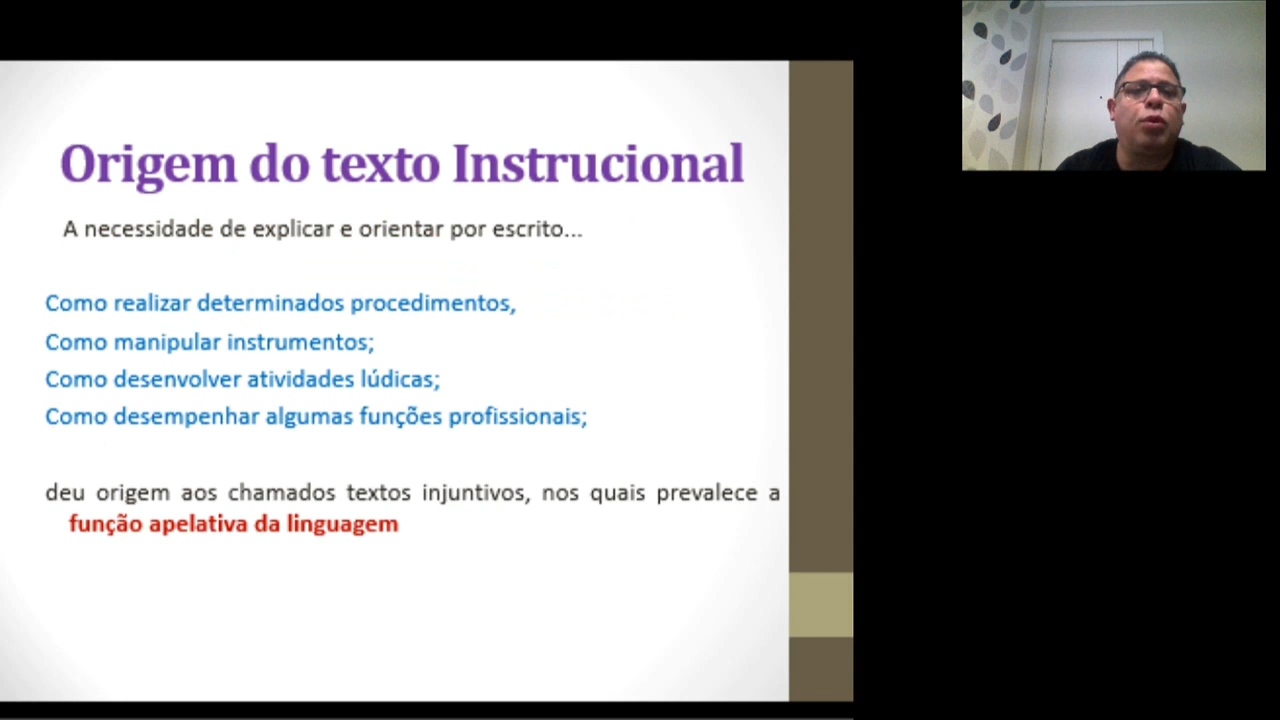 Origem do texto Instrucional
A necessidade de explicar e orientar por escrito...
Como realizar determinados procedimentos,
Como manipular instrumentos;
Como desenvolver atividades lúdicas;
Como desempenhar algumas funções profissionais;
deu origem aos chamados textos injuntivos, nos quais prevalece a
função apelativa da linguagem